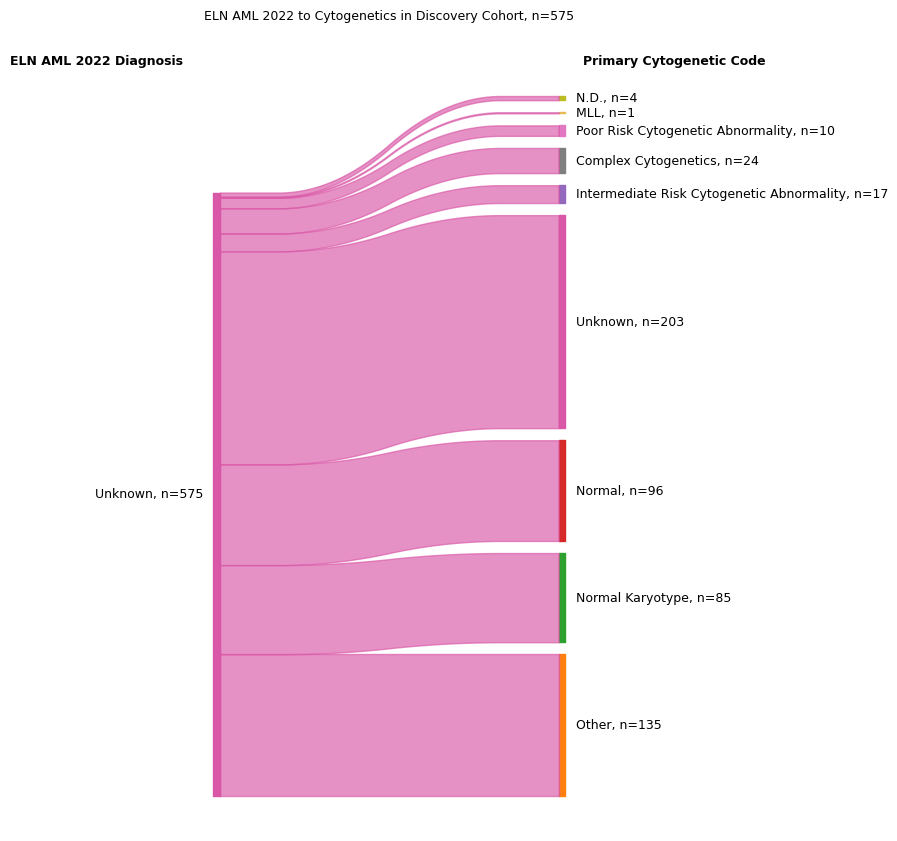 ELN AML 2022 to Cytogenetics in Discovery Cohort, n=575
ELN AML 2022 Diagnosis
Primary Cytogenetic Code
N.D., n=4
MLL, n=1
Poor Risk Cytogenetic Abnormality, n=10
Complex Cytogenetics, n=24
Intermediate Risk Cytogenetic Abnormality, n=17
Unknown, n=203
Normal, n=96
Unknown, n=575
Normal Karyotype, n=85
Other, n=135